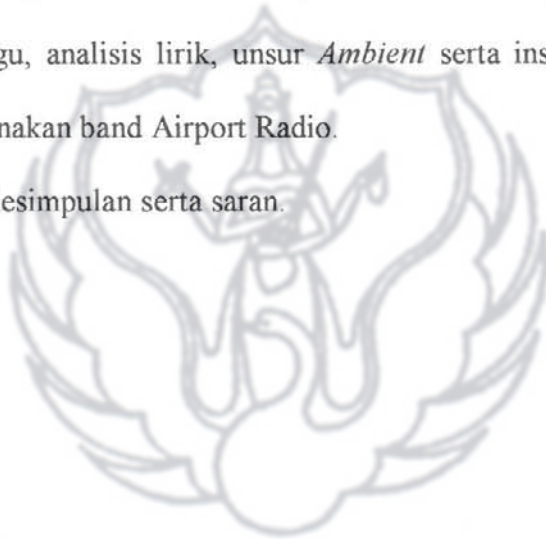 gu, analisis lirik, unsur Ambient serta ins
nakan band Airport Radio.
esimpulan serta saran.